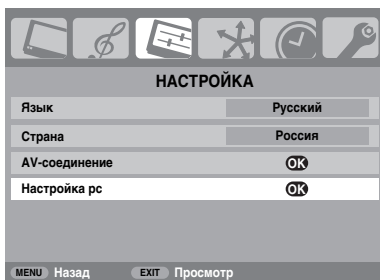 НАСТРОЙКА
Язык Русский
Страна Россия
AV-соединение OK
Настройка pc OK
MENU Назад EXIT Просмотр